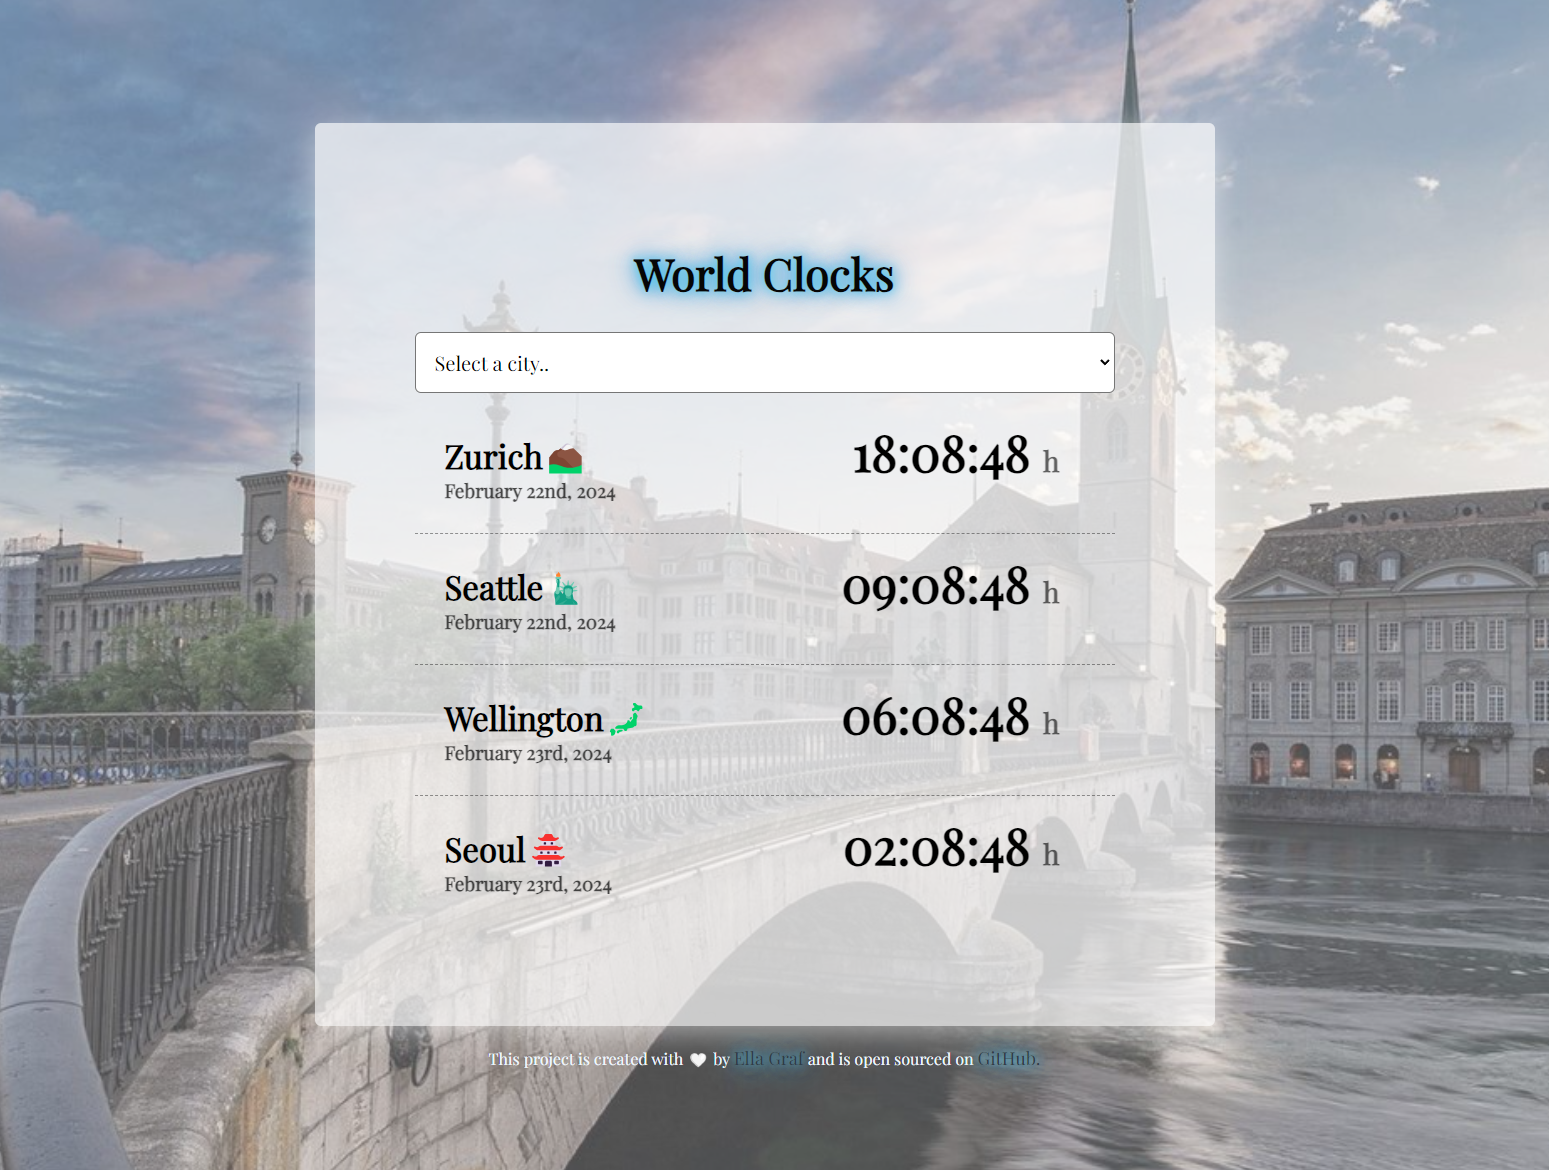 World Clocks
Select a city..
Zurich 18:08:48 h
February 22nd, 2024
Seattle 09:08:48 h
February 22nd, 2024
Wellington 06:08:48 h
February 23rd, 2024
Seoul 02:08:48 h
February 23rd, 2024
This project is created with 🤍 by Ella Graf and is open sourced on GitHub.